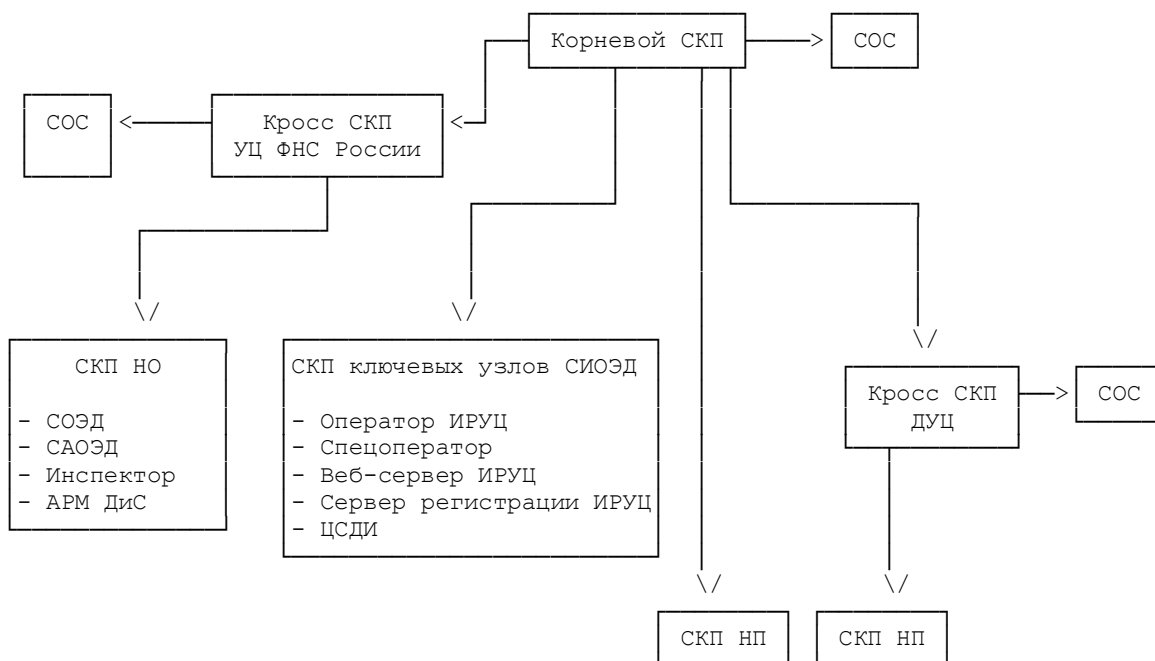 Корневой СКП
СОС
СОС
Кросс СКП
УЦ ФНС России
СКП НО
- СОЭД
- САОЭД
- Инспектор
- АРМ ДиС
СКП ключевых узлов СИОЭД
- Оператор ИРУЦ
- Спецоператор
- Веб-сервер ИРУЦ
- Сервер регистрации ИРУЦ
- ЦСДИ
Кросс СКП
ДУЦ
СОС
СКП НП
СКП НП